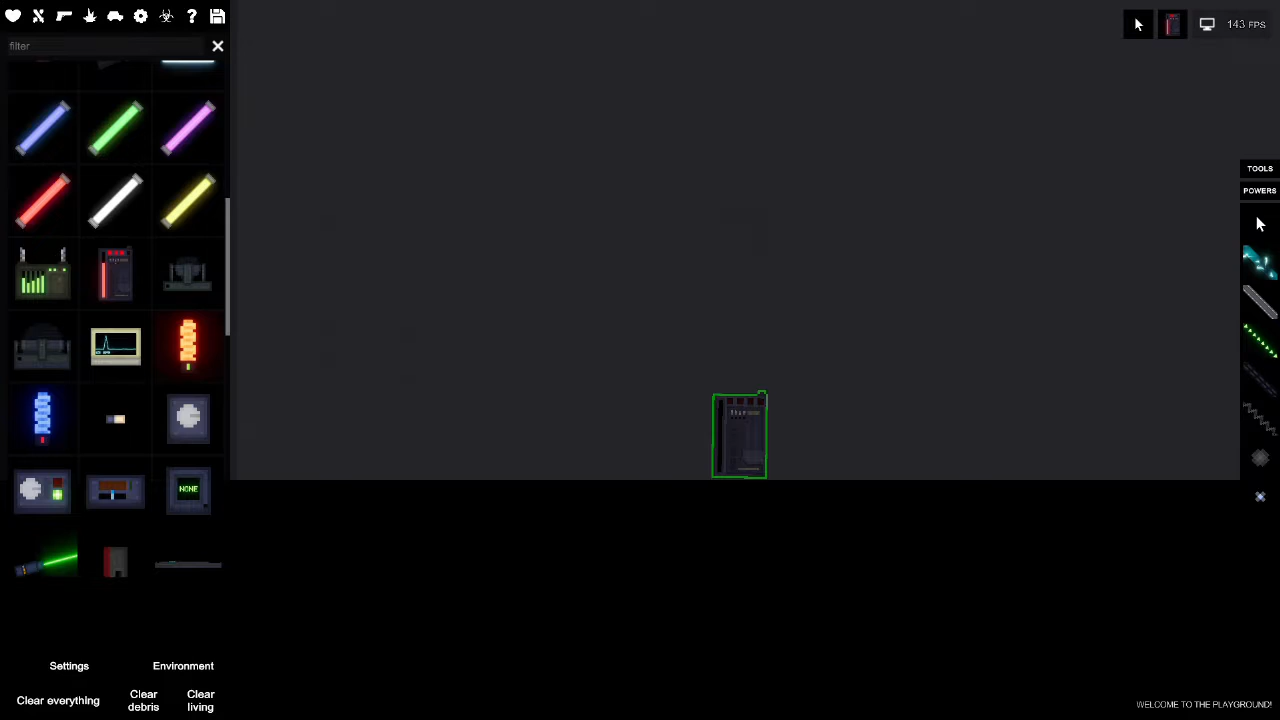 143 FPS
filter
TOOLS
POWERS
NONE
Settings
Environment
Clear everything
Clear debris
Clear living
WELCOME TO THE PLAYGROUND!